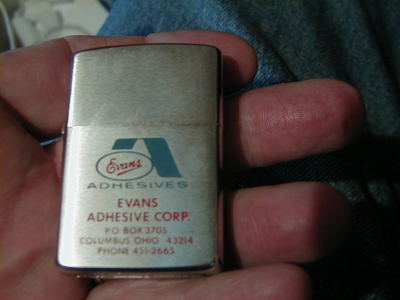 Evans
ADHESIVES
EVANS
ADHESIVE CORP.
P.O BOX 3705
COLUMBUS OHIO 43214
PHONE 451-2665